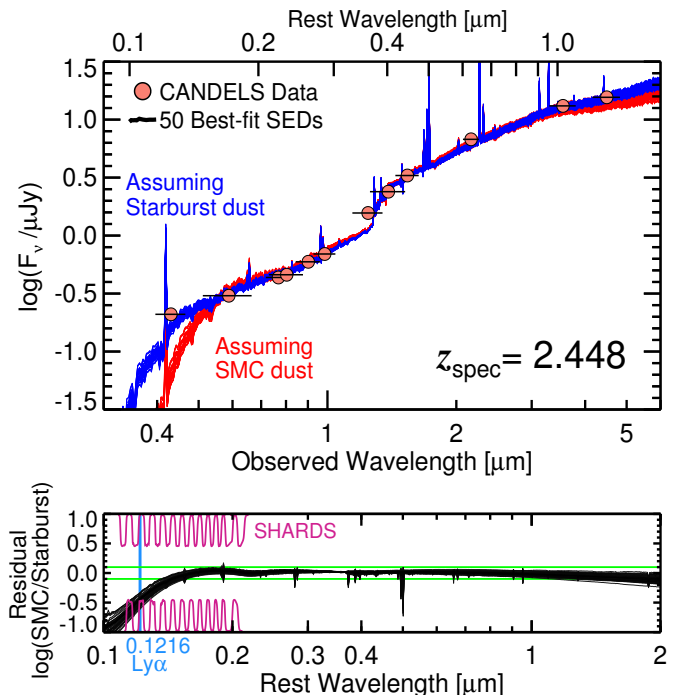 Rest Wavelength [μm]
0.1 0.2 0.4 1.0
1.5
1.0
0.5
0.0
-0.5
-1.0
-1.5
log(Fν /μJy)
CANDELS Data
50 Best-fit SEDs
Assuming
Starburst dust
Assuming
SMC dust
zspec= 2.448
0.4 1 2 5
Observed Wavelength [μm]
Residual
log(SMC/Starburst)
1.0
0.5
0.0
-0.5
-1.0
SHARDS
0.1216
Lyα
0.1 0.2 0.3 0.4 1.0 2
Rest Wavelength [μm]